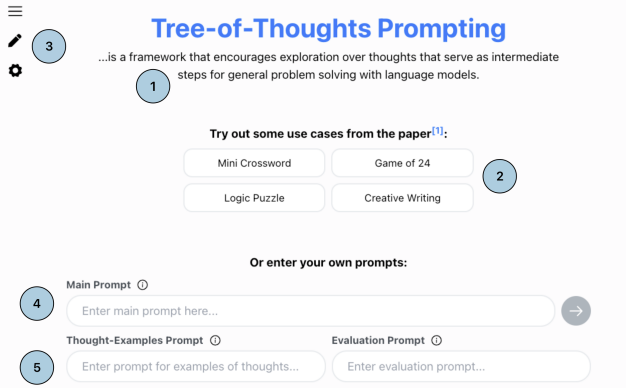 Tree-of-Thoughts Prompting
3
...is a framework that encourages exploration over thoughts that serve as intermediate
steps for general problem solving with language models.
1
Try out some use cases from the paper[1]:
Mini Crossword
Game of 24
2
Logic Puzzle
Creative Writing
Or enter your own prompts:
Main Prompt
4
Enter main prompt here...
Thought-Examples Prompt
Evaluation Prompt
5
Enter prompt for examples of thoughts...
Enter evaluation prompt...